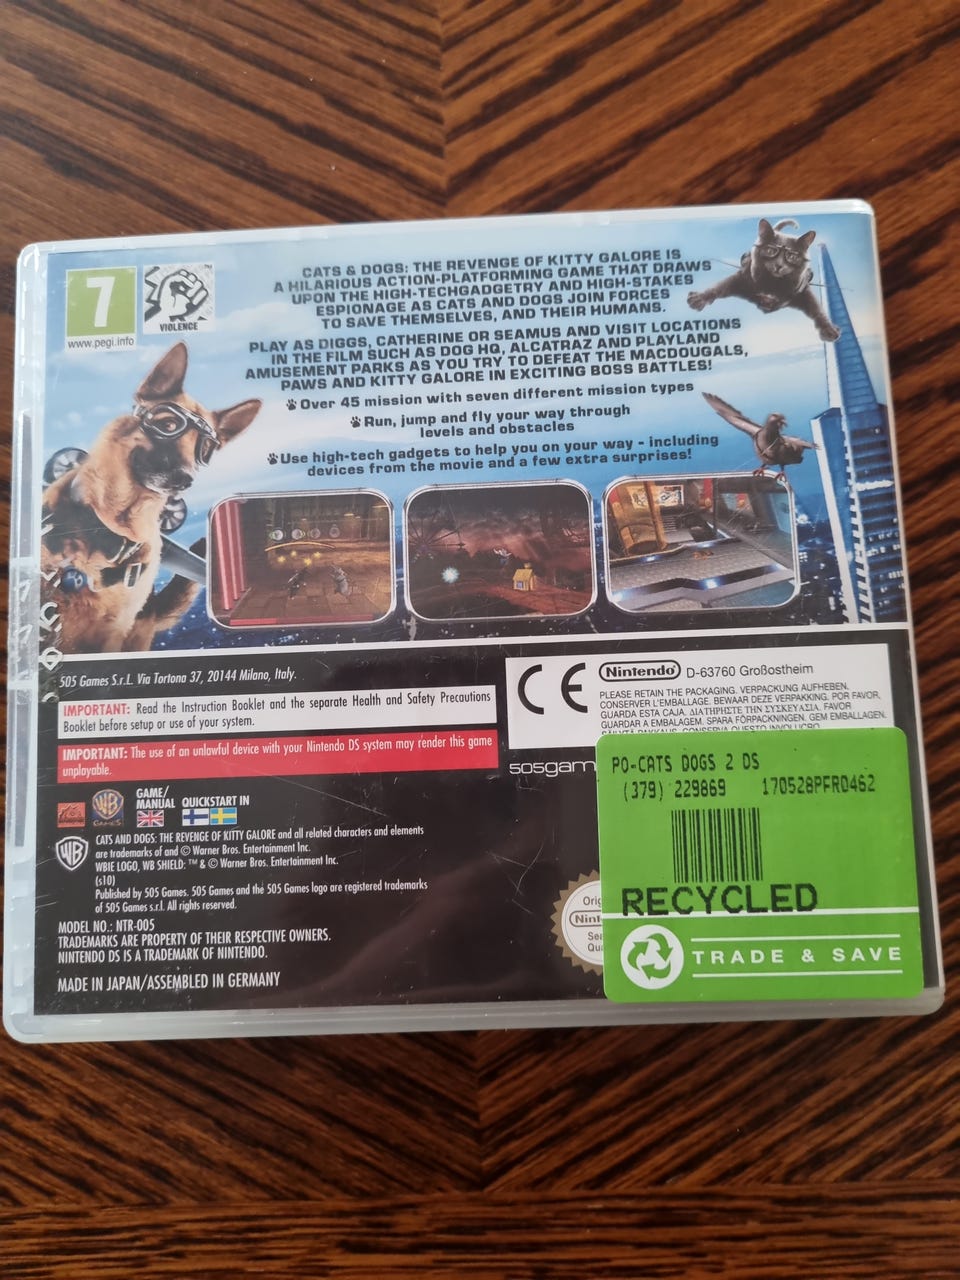 7
www.pegi.info
VIOLENCE
CATS & DOGS: THE REVENGE OF KITTY GALORE IS
A HILARIOUS ACTION-PLATFORMING GAME THAT DRAWS
UPON THE HIGH-TECHGADGETRY AND HIGH-STAKES
ESPIONAGE AS CATS AND DOGS JOIN FORCES
TO SAVE THEMSELVES, AND THEIR HUMANS.
PLAY AS DIGGS, CATHERINE OR SEAMUS AND VISIT LOCATIONS
IN THE FILM SUCH AS DOG HQ, ALCATRAZ AND PLAYLAND
AMUSEMENT PARKS AS YOU TRY TO DEFEAT THE MACDOUGALS,
PAWS AND KITTY GALORE IN EXCITING BOSS BATTLES!
Over 45 mission with seven different mission types
Run, jump and fly your way through
levels and obstacles
Use high-tech gadgets to help you on your way - including
devices from the movie and a few extra surprises!
505 Games S.r.L. Via Tortona 37, 20144 Milano, Italy.
IMPORTANT: Read the Instruction Booklet and the separate Health and Safety Precautions
Booklet before setup or use of your system.
IMPORTANT: The use of an unlawful device with your Nintendo DS system may render this game
unplayable.
CE
Nintendo D-63760 Großostheim
PLEASE RETAIN THE PACKAGING. VERPACKUNG AUFHEBEN.
CONSERVER L'EMBALLAGE. BEWAAR DEZE VERPAKKING. POR FAVOR,
GUARDA ESTA CAJA. ΔΙΑΤΗΡΗΣΤΕ ΤΗΝ ΣΥΣΚΕΥΑΣΙΑ. FAVOR
GUARDAR A EMBALAGEM. SPARA FÖRPACKNINGEN. GEM EMBALLAGEN.
SÄILYTÄ PAKKAUS. CONSERVA QUESTO INVOLUCRO.
505gam
WB
GAMES
GAME/
MANUAL
QUICKSTART IN
WB
CATS AND DOGS: THE REVENGE OF KITTY GALORE and all related characters and elements
are trademarks of and © Warner Bros. Entertainment Inc.
WBIE LOGO, WB SHIELD: ™ & © Warner Bros. Entertainment Inc.
(s10)
Published by 505 Games. 505 Games and the 505 Games logo are registered trademarks
of 505 Games s.r.l. All rights reserved.
MODEL NO.: NTR-005
TRADEMARKS ARE PROPERTY OF THEIR RESPECTIVE OWNERS.
NINTENDO DS IS A TRADEMARK OF NINTENDO.
MADE IN JAPAN/ASSEMBLED IN GERMANY
Orig
Nint
Sea
Qua
PO-CATS DOGS 2 DS
(379) 229869 170528PFR0462
RECYCLED
TRADE & SAVE